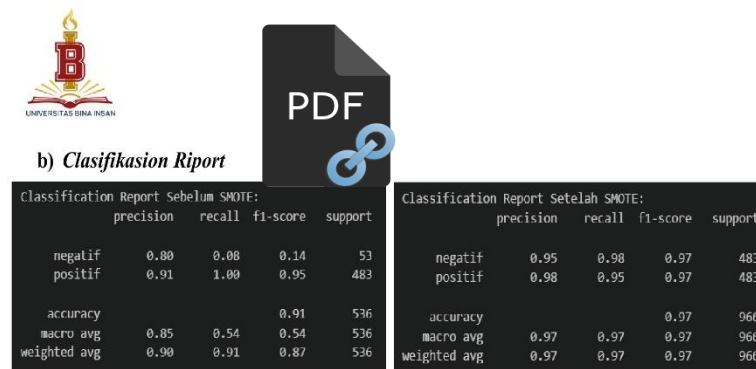 UNIVERSITAS BINA INSAN
PDF
b) Clasifikasion Riport
Classification Report Sebelum SMOTE:
precision recall f1-score support
negatif 0.80 0.08 0.14 53
positif 0.91 1.00 0.95 483
accuracy 0.91 536
macro avg 0.85 0.54 0.54 536
weighted avg 0.90 0.91 0.87 536
Classification Report Setelah SMOTE:
precision recall f1-score support
negatif 0.95 0.98 0.97 483
positif 0.98 0.95 0.97 483
accuracy 0.97 966
macro avg 0.97 0.97 0.97 966
weighted avg 0.97 0.97 0.97 966